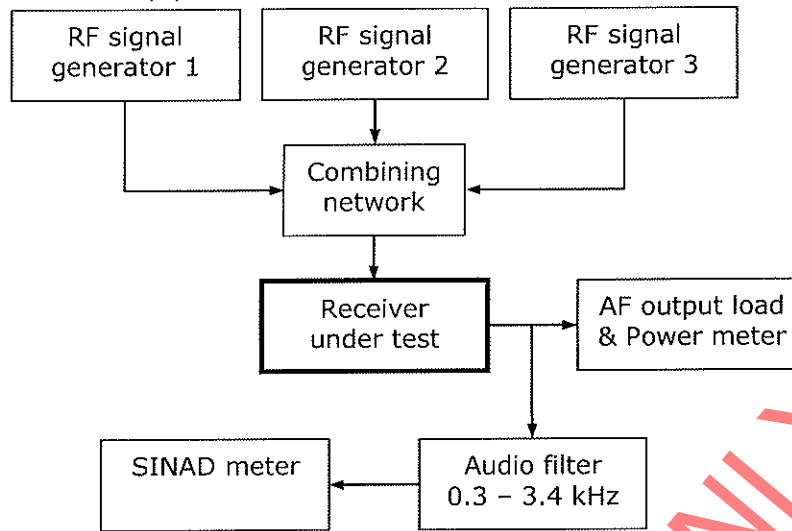 RF signal
generator 1
RF signal
generator 2
RF signal
generator 3
Combining
network
Receiver
under test
AF output load
& Power meter
SINAD meter
Audio filter
0.3 – 3.4 kHz